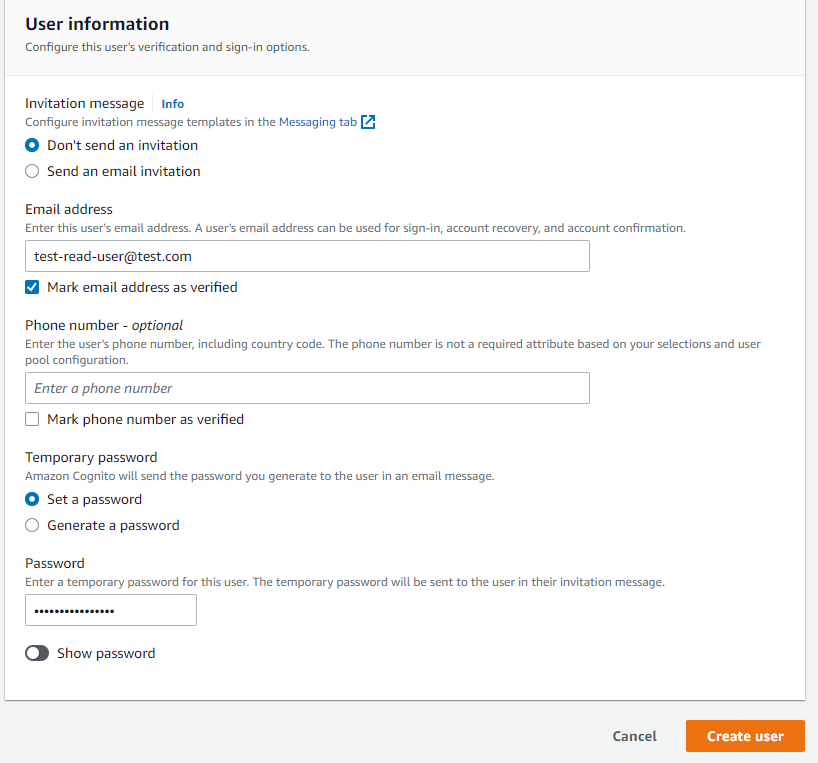 User information
Configure this user's verification and sign-in options.
Invitation message Info
Configure invitation message templates in the Messaging tab
Don't send an invitation
Send an email invitation
Email address
Enter this user's email address. A user's email address can be used for sign-in, account recovery, and account confirmation.
test-read-user@test.com
Mark email address as verified
Phone number - optional
Enter the user's phone number, including country code. The phone number is not a required attribute based on your selections and user
pool configuration.
Enter a phone number
Mark phone number as verified
Temporary password
Amazon Cognito will send the password you generate to the user in an email message.
Set a password
Generate a password
Password
Enter a temporary password for this user. The temporary password will be sent to the user in their invitation message.
••••••••••••••••
Show password
Cancel Create user